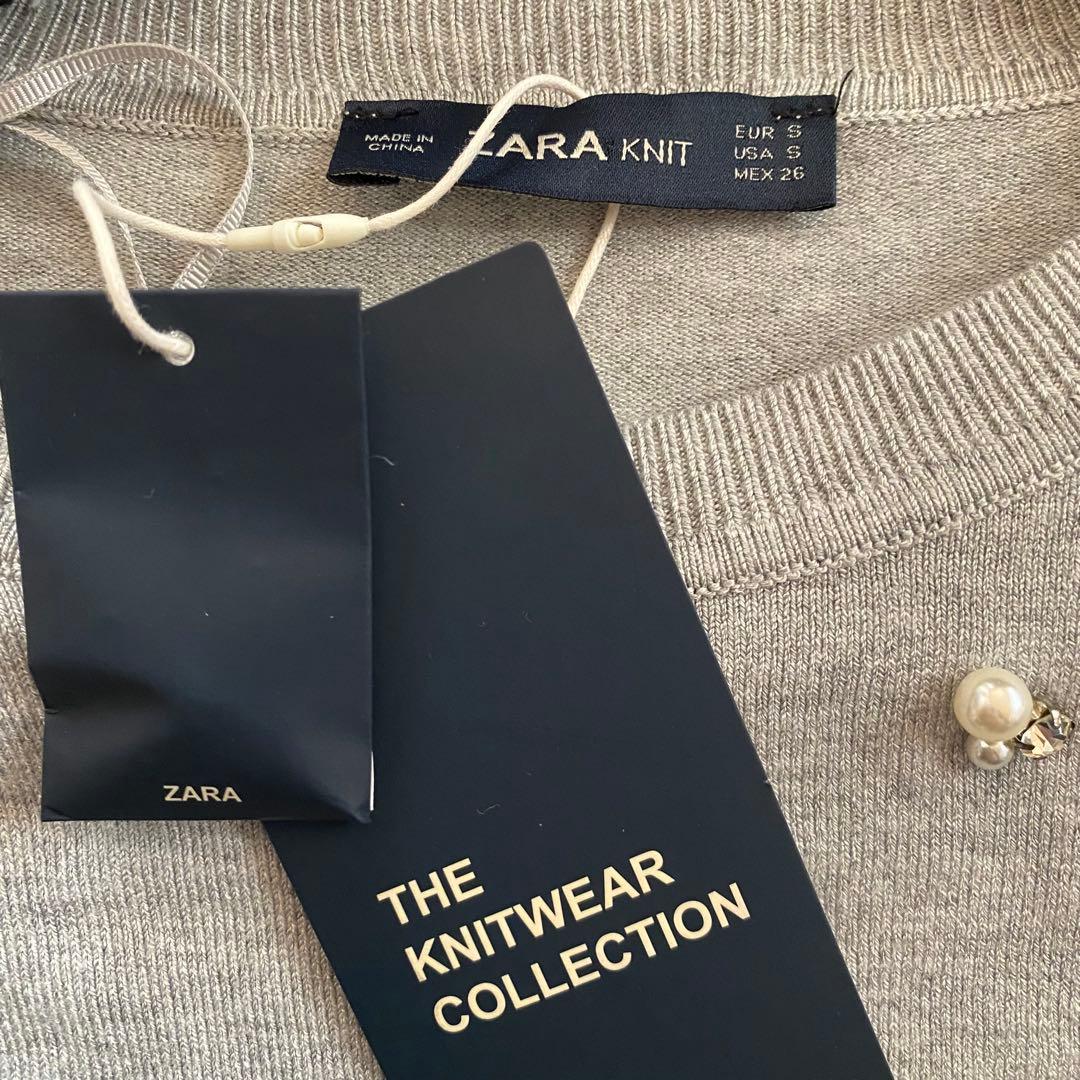 MADE IN
CHINA
ZARA KNIT
EUR S
USA S
MEX 26
ZARA
THE
KNITWEAR
COLLECTION